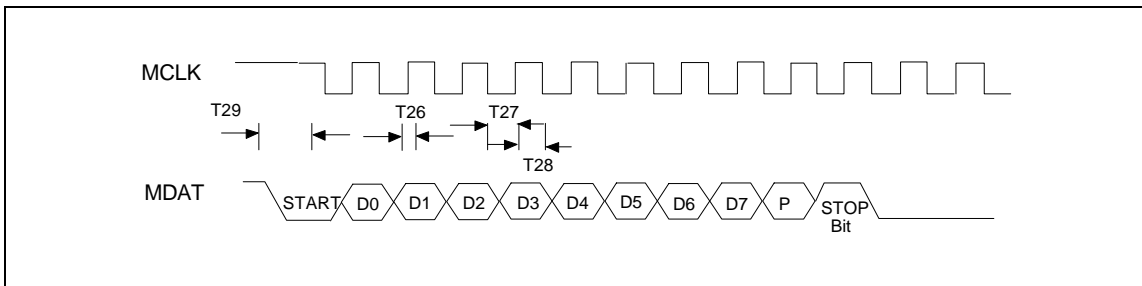 MCLK
T29
T26
T27
T28
MDAT
START D0 D1 D2 D3 D4 D5 D6 D7 P STOP
Bit